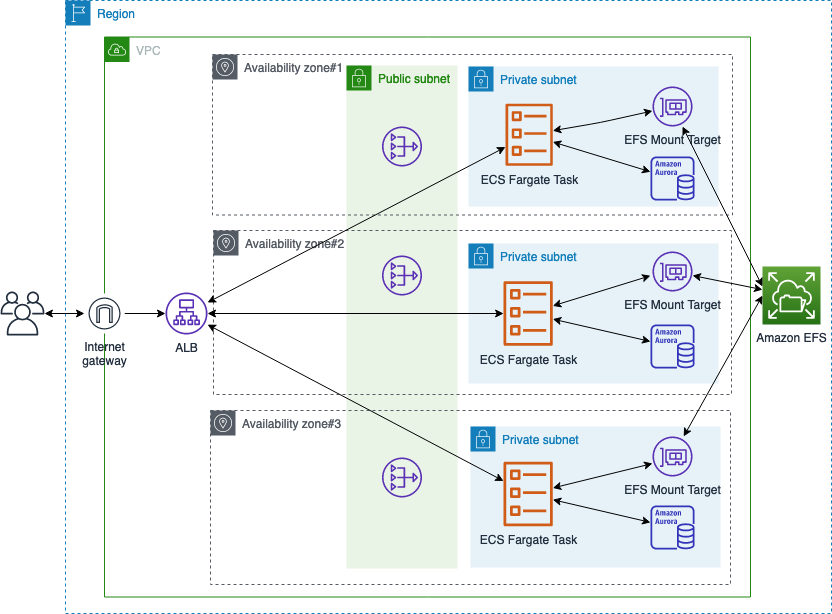 Region
VPC
Availability zone#1
Public subnet
Private subnet
EFS Mount Target
Amazon
Aurora
ECS Fargate Task
Availability zone#2
Private subnet
EFS Mount Target
Amazon
Aurora
ECS Fargate Task
Internet
gateway
ALB
Amazon EFS
Availability zone#3
Private subnet
EFS Mount Target
Amazon
Aurora
ECS Fargate Task